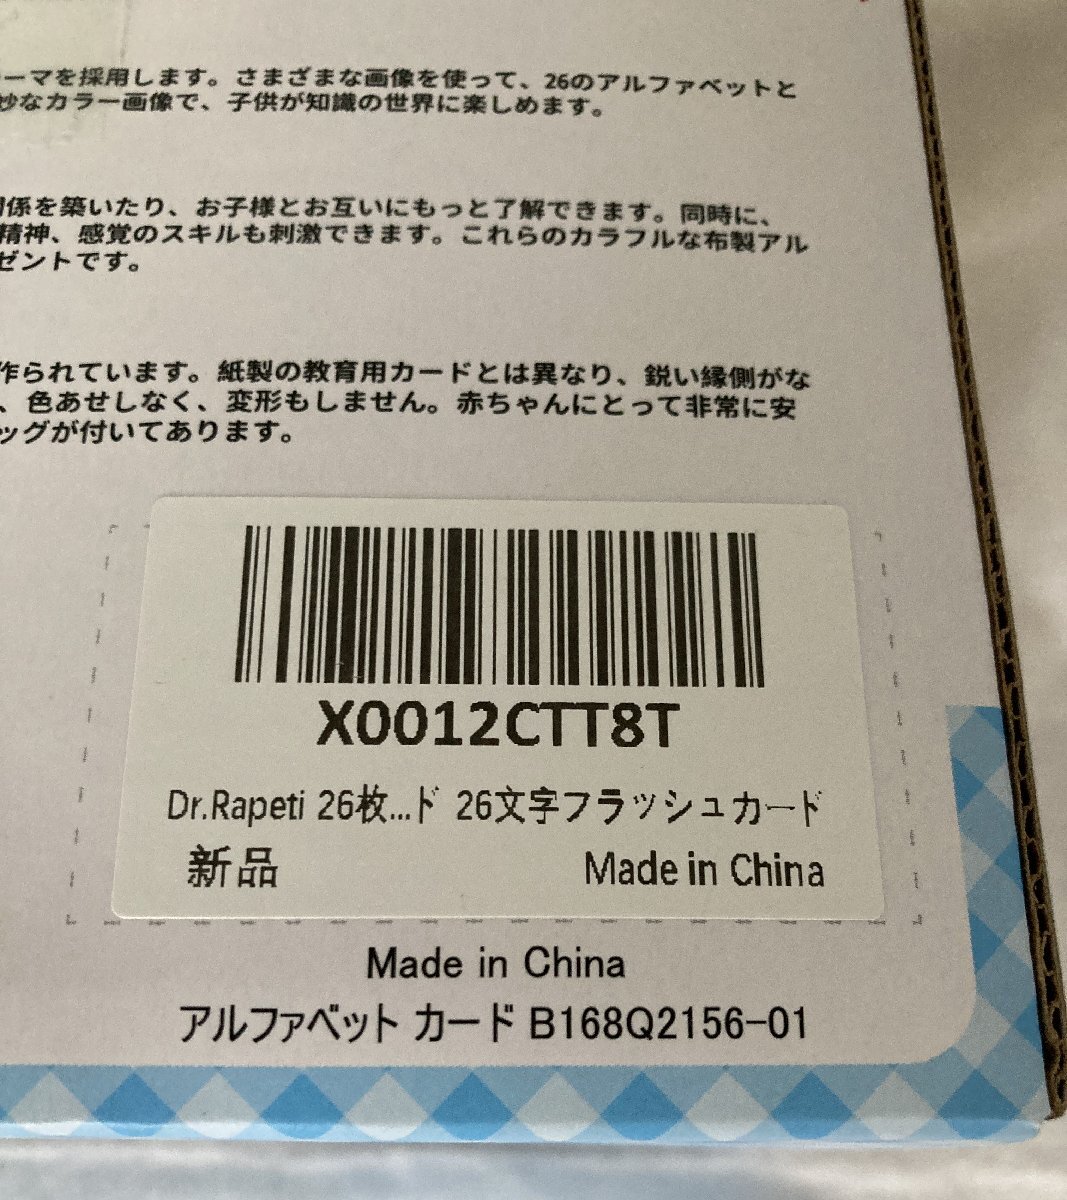 ーマを採用します。さまざまな画像を使って、26のアルファベットと
妙なカラー画像で、子供が知識の世界に楽しめます。
関係を築いたり、お子様とお互いにもっと了解できます。同時に、
精神、感覚のスキルも刺激できます。これらのカラフルな布製アル
ゼントです。
作られています。紙製の教育用カードとは異なり、鋭い縁側がな
、色あせしなく、変形もしません。赤ちゃんにとって非常に安
ッグが付いてあります。
X0012CTT8T
Dr.Rapeti 26枚...ド 26文字フラッシュカード
新品 Made in China
Made in China
アルファベット カード B168Q2156-01